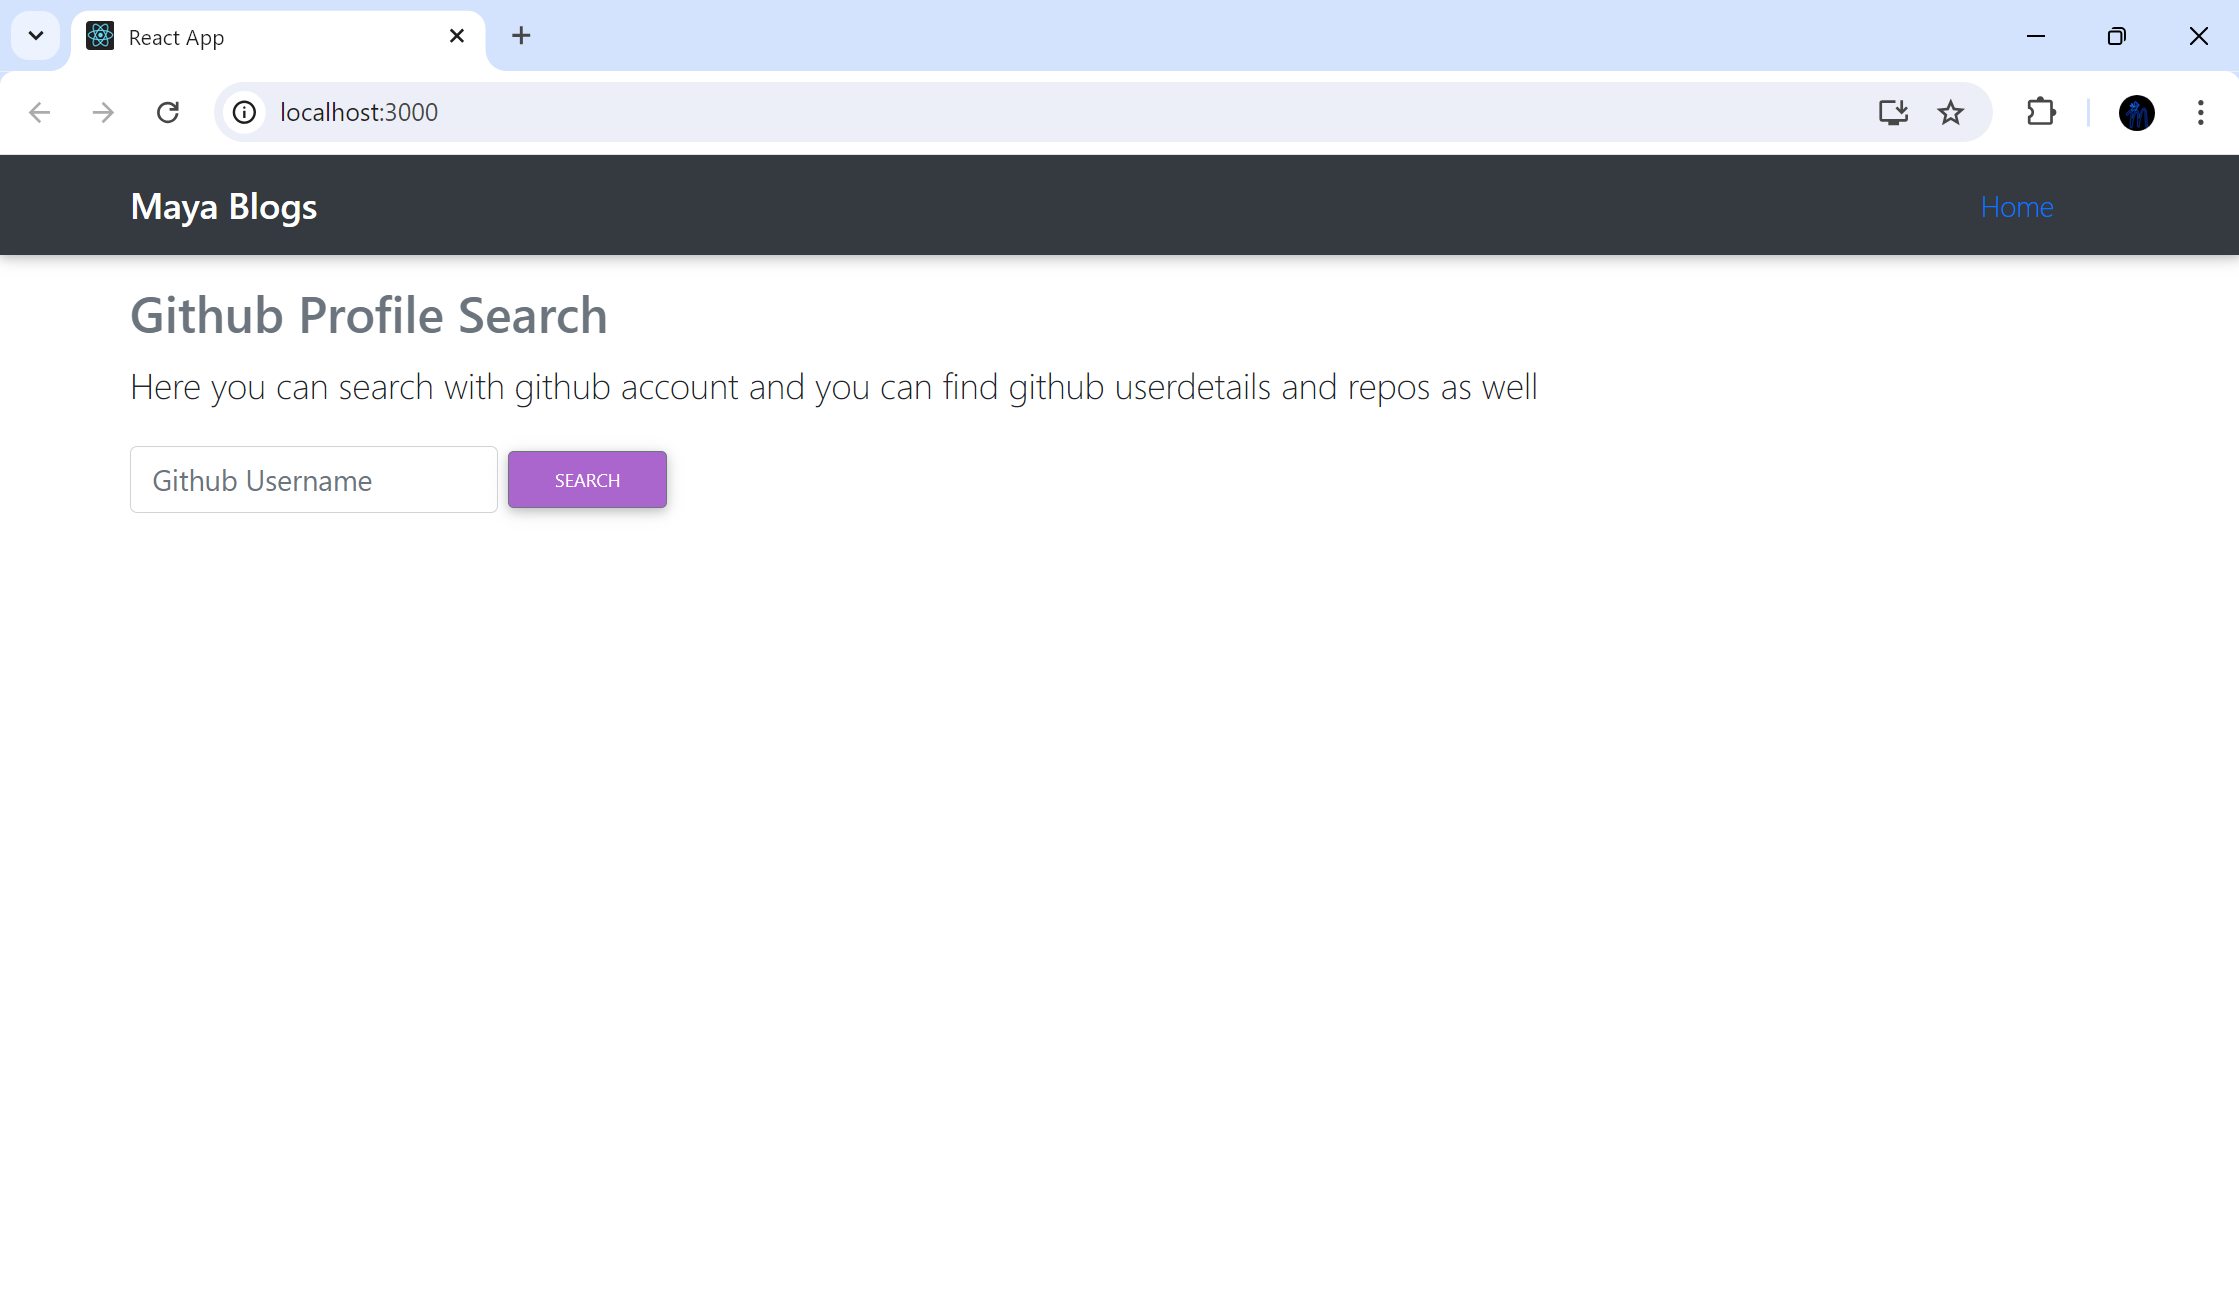 React App
localhost:3000
Maya Blogs
Home
Github Profile Search
Here you can search with github account and you can find github userdetails and repos as well
Github Username
SEARCH